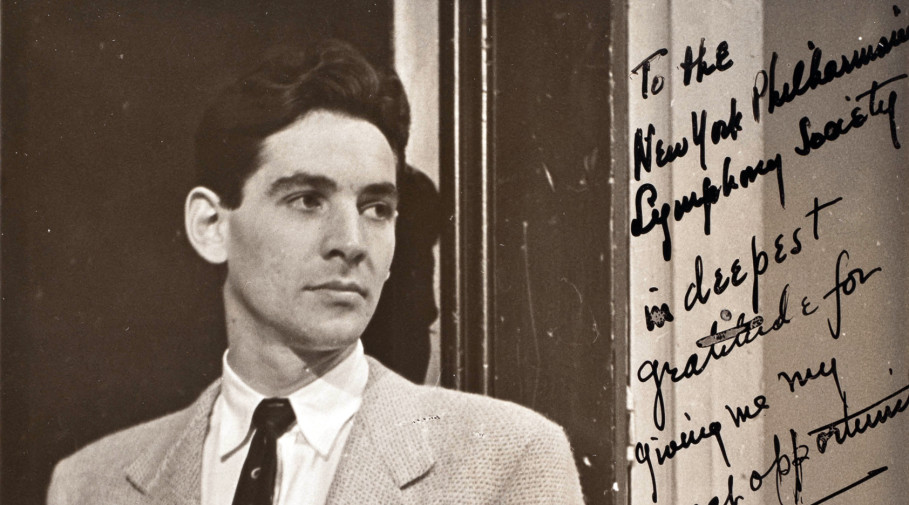 To the
New York Philharmoni
Symphony Society
in deepest
gratitude for
giving me my
opportuni